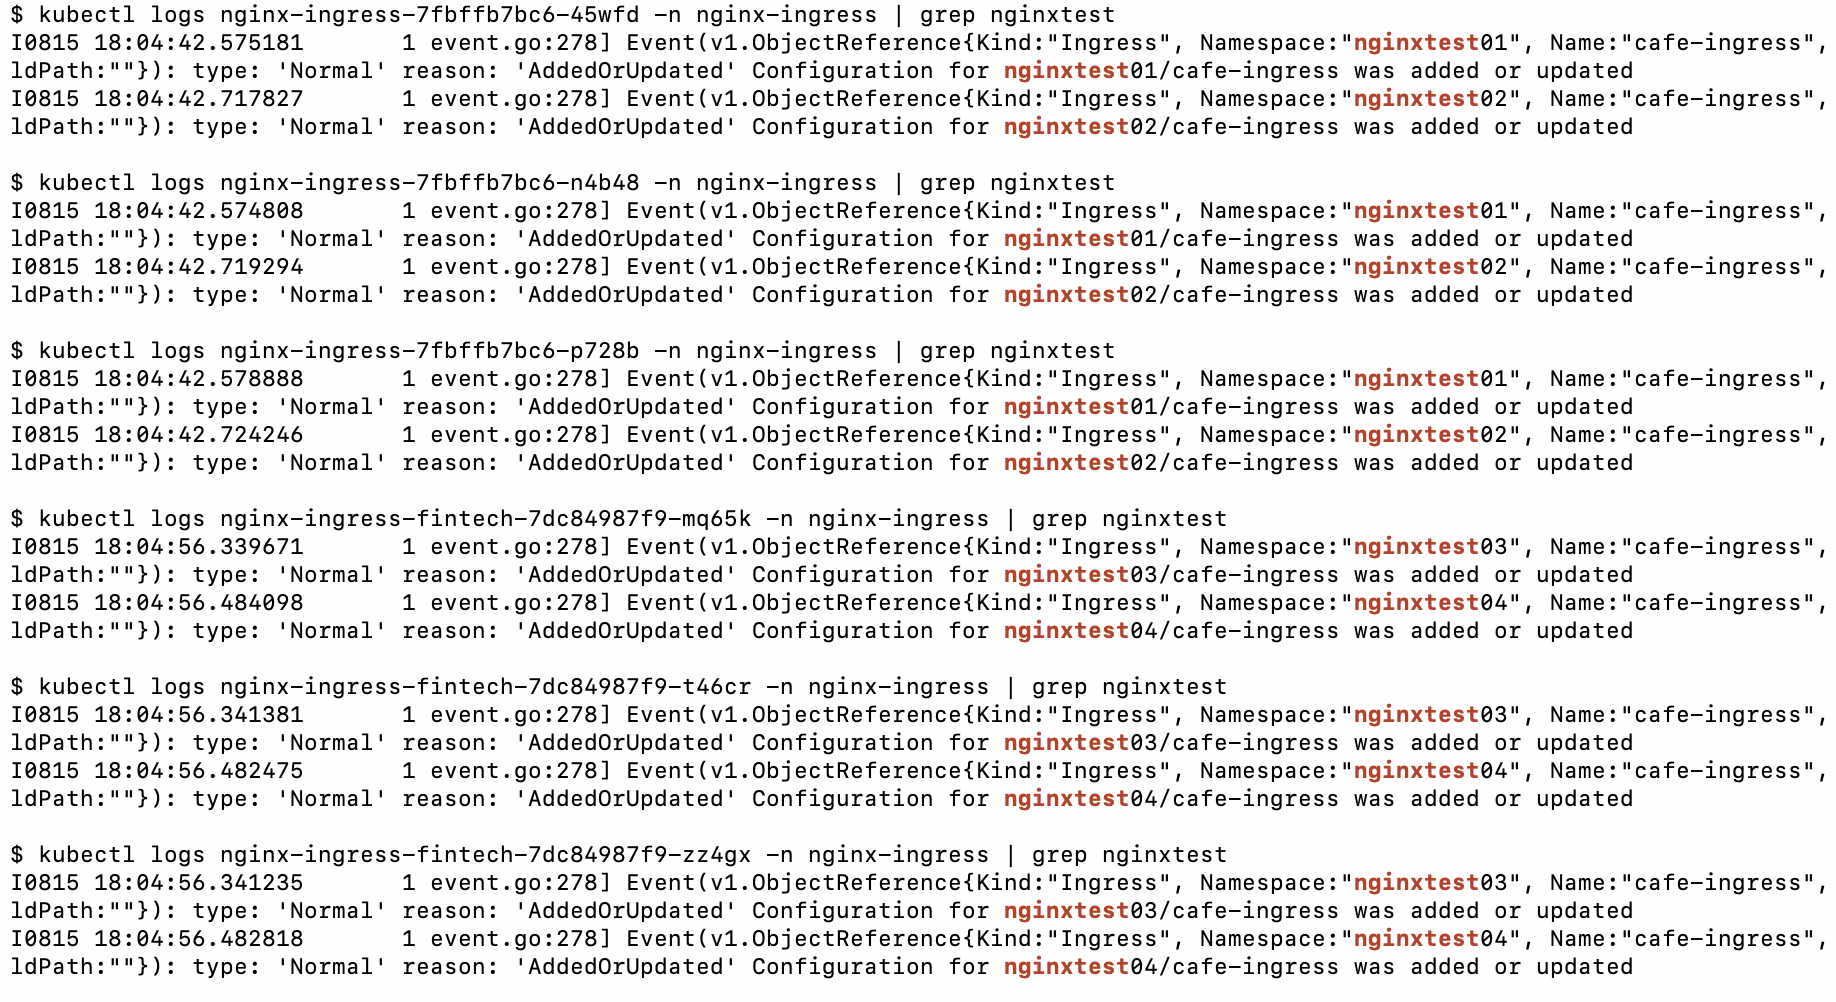 $ kubectl logs nginx-ingress-7fbffb7bc6-45wfd -n nginx-ingress | grep nginxtest
I0815 18:04:42.575181       1 event.go:278] Event(v1.ObjectReference{Kind:"Ingress", Namespace:"nginxtest01", Name:"cafe-ingress",
ldPath:""}): type: 'Normal' reason: 'AddedOrUpdated' Configuration for nginxtest01/cafe-ingress was added or updated
I0815 18:04:42.717827       1 event.go:278] Event(v1.ObjectReference{Kind:"Ingress", Namespace:"nginxtest02", Name:"cafe-ingress",
ldPath:""}): type: 'Normal' reason: 'AddedOrUpdated' Configuration for nginxtest02/cafe-ingress was added or updated

$ kubectl logs nginx-ingress-7fbffb7bc6-n4b48 -n nginx-ingress | grep nginxtest
I0815 18:04:42.574808       1 event.go:278] Event(v1.ObjectReference{Kind:"Ingress", Namespace:"nginxtest01", Name:"cafe-ingress",
ldPath:""}): type: 'Normal' reason: 'AddedOrUpdated' Configuration for nginxtest01/cafe-ingress was added or updated
I0815 18:04:42.719294       1 event.go:278] Event(v1.ObjectReference{Kind:"Ingress", Namespace:"nginxtest02", Name:"cafe-ingress",
ldPath:""}): type: 'Normal' reason: 'AddedOrUpdated' Configuration for nginxtest02/cafe-ingress was added or updated

$ kubectl logs nginx-ingress-7fbffb7bc6-p728b -n nginx-ingress | grep nginxtest
I0815 18:04:42.578888       1 event.go:278] Event(v1.ObjectReference{Kind:"Ingress", Namespace:"nginxtest01", Name:"cafe-ingress",
ldPath:""}): type: 'Normal' reason: 'AddedOrUpdated' Configuration for nginxtest01/cafe-ingress was added or updated
I0815 18:04:42.724246       1 event.go:278] Event(v1.ObjectReference{Kind:"Ingress", Namespace:"nginxtest02", Name:"cafe-ingress",
ldPath:""}): type: 'Normal' reason: 'AddedOrUpdated' Configuration for nginxtest02/cafe-ingress was added or updated

$ kubectl logs nginx-ingress-fintech-7dc84987f9-mq65k -n nginx-ingress | grep nginxtest
I0815 18:04:56.339671       1 event.go:278] Event(v1.ObjectReference{Kind:"Ingress", Namespace:"nginxtest03", Name:"cafe-ingress",
ldPath:""}): type: 'Normal' reason: 'AddedOrUpdated' Configuration for nginxtest03/cafe-ingress was added or updated
I0815 18:04:56.484098       1 event.go:278] Event(v1.ObjectReference{Kind:"Ingress", Namespace:"nginxtest04", Name:"cafe-ingress",
ldPath:""}): type: 'Normal' reason: 'AddedOrUpdated' Configuration for nginxtest04/cafe-ingress was added or updated

$ kubectl logs nginx-ingress-fintech-7dc84987f9-t46cr -n nginx-ingress | grep nginxtest
I0815 18:04:56.341381       1 event.go:278] Event(v1.ObjectReference{Kind:"Ingress", Namespace:"nginxtest03", Name:"cafe-ingress",
ldPath:""}): type: 'Normal' reason: 'AddedOrUpdated' Configuration for nginxtest03/cafe-ingress was added or updated
I0815 18:04:56.482475       1 event.go:278] Event(v1.ObjectReference{Kind:"Ingress", Namespace:"nginxtest04", Name:"cafe-ingress",
ldPath:""}): type: 'Normal' reason: 'AddedOrUpdated' Configuration for nginxtest04/cafe-ingress was added or updated

$ kubectl logs nginx-ingress-fintech-7dc84987f9-zz4gx -n nginx-ingress | grep nginxtest
I0815 18:04:56.341235       1 event.go:278] Event(v1.ObjectReference{Kind:"Ingress", Namespace:"nginxtest03", Name:"cafe-ingress",
ldPath:""}): type: 'Normal' reason: 'AddedOrUpdated' Configuration for nginxtest03/cafe-ingress was added or updated
I0815 18:04:56.482818       1 event.go:278] Event(v1.ObjectReference{Kind:"Ingress", Namespace:"nginxtest04", Name:"cafe-ingress",
ldPath:""}): type: 'Normal' reason: 'AddedOrUpdated' Configuration for nginxtest04/cafe-ingress was added or updated